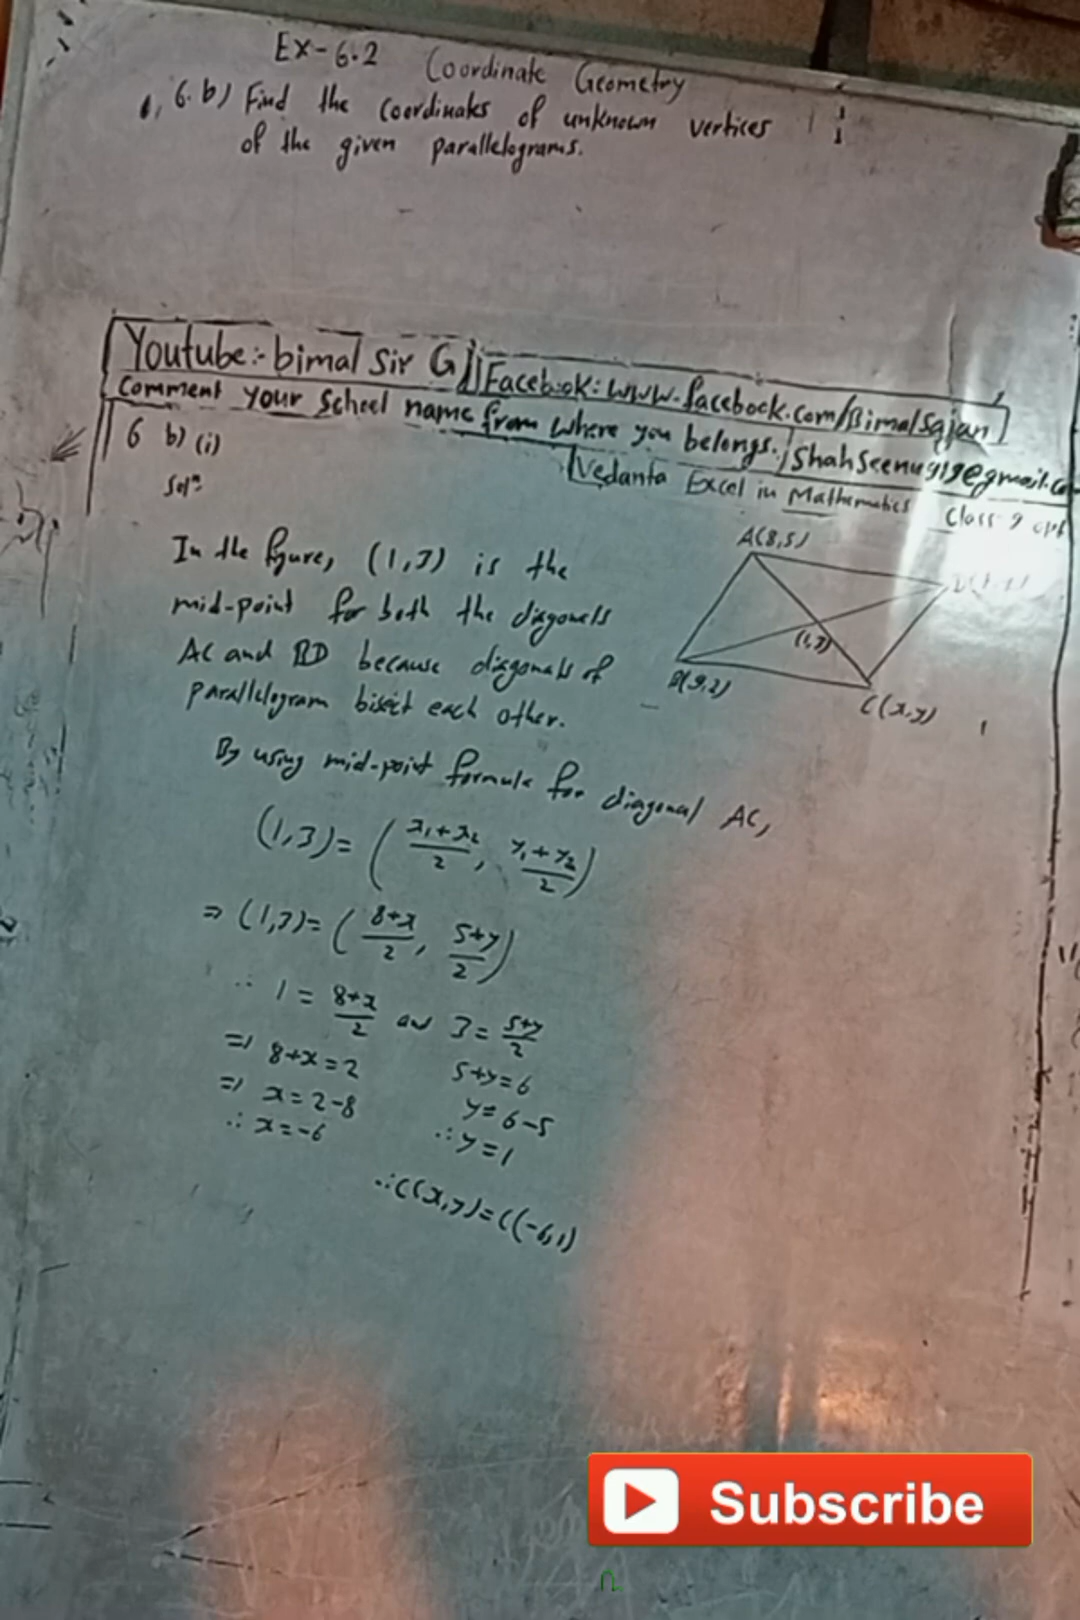 Ex-6.2 Coordinate Geometry
6. b) Find the coordinates of unknown vertices
of the given parallelograms.
Youtube:- bimal Sir G
Facebook: www.facebook.com/Bimalsajan
Comment your School name from where you belongs.
Vedanta Excel in Mathematics Class-9 opt
6 b) (i)
Solⁿ:
A(8,5)
(1,3)
B(9,2)
C(x,y)
In the figure, (1,3) is the
mid-point for both the diagonals
AC and BD because diagonals of
parallelogram bisect each other.
By using mid-point formula for diagonal AC,
(1,3) = ( x₁+x₂/2 , y₁+y₂/2 )
⇒ (1,3) = ( 8+x/2 , 5+y/2 )
∴ 1 = 8+x/2 and 3 = 5+y/2
⇒ 8+x=2 5+y=6
⇒ x=2-8 y=6-5
∴ x=-6 ∴ y=1
∴ C(x,y)=C(-6,1)
Subscribe